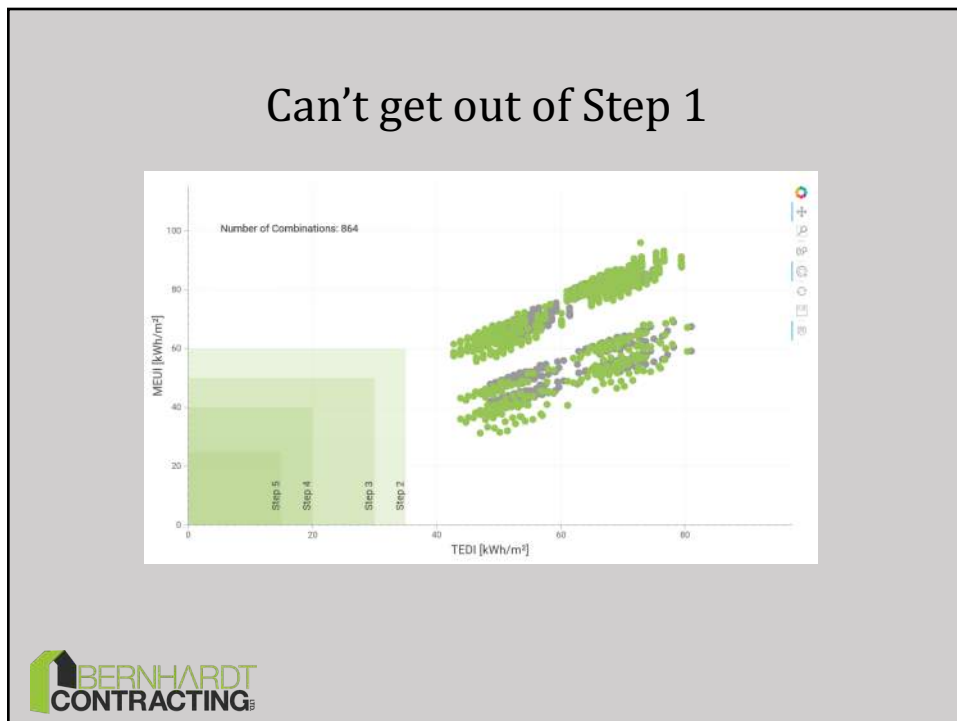 Can't get out of Step 1
Number of Combinations: 864
MEUI [kWh/m²]
100
80
60
40
20
0
Step 5
Step 4
Step 3
Step 2
0
20
40
60
80
TEDI [kWh/m²]
BERNHARDT
CONTRACTING LTD